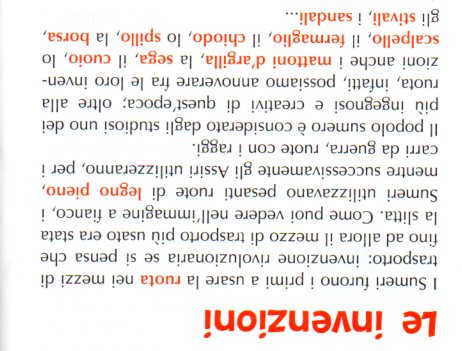 Le invenzioni
I Sumeri furono i primi a usare la ruota nei mezzi di
trasporto: invenzione rivoluzionaria se si pensa che
fino ad allora il mezzo di trasporto più usato era stata
la slitta. Come puoi vedere nell'immagine a fianco, i
Sumeri utilizzavano pesanti ruote di legno pieno,
mentre successivamente gli Assiri utilizzeranno, per i
carri da guerra, ruote con i raggi.
Il popolo sumero è considerato dagli studiosi uno dei
più ingegnosi e creativi di quest'epoca; oltre alla
ruota, infatti, possiamo annoverare fra le loro inven-
zioni anche i mattoni d'argilla, la sega, il cuoio, lo
scalpello, il fermaglio, il chiodo, lo spillo, la borsa,
gli stivali, i sandali...